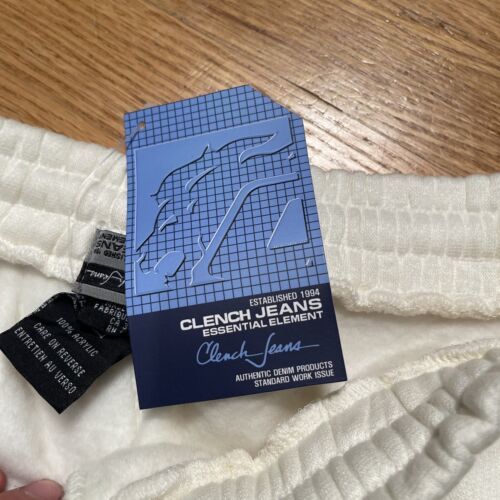 ESTABLISHED 1994
CLENCH JEANS
ESSENTIAL ELEMENT
Clench Jeans
AUTHENTIC DENIM PRODUCTS
STANDARD WORK ISSUE
100% ACRYLIC
CARE ON REVERSE
ENTRETIEN AU VERSO